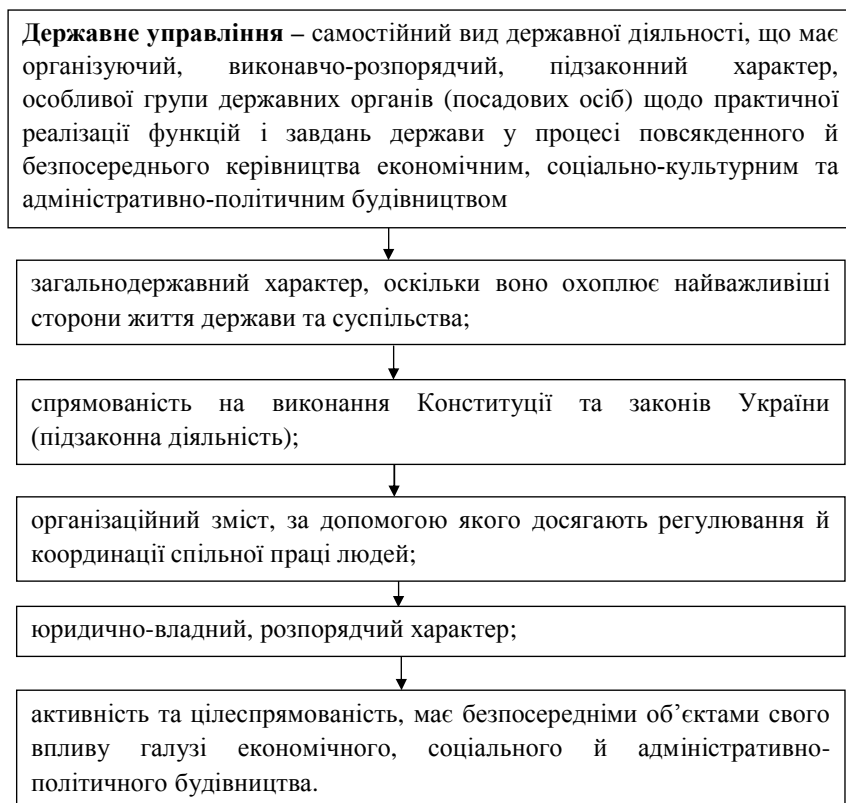 Державне управління – самостійний вид державної діяльності, що має
організуючий, виконавчо-розпорядчий, підзаконний характер,
особливої групи державних органів (посадових осіб) щодо практичної
реалізації функцій і завдань держави у процесі повсякденного й
безпосереднього керівництва економічним, соціально-культурним та
адміністративно-політичним будівництвом
загальнодержавний характер, оскільки воно охоплює найважливіші
сторони життя держави та суспільства;
спрямованість на виконання Конституції та законів України
(підзаконна діяльність);
організаційний зміст, за допомогою якого досягають регулювання й
координації спільної праці людей;
юридично-владний, розпорядчий характер;
активність та цілеспрямованість, має безпосередніми об’єктами свого
впливу галузі економічного, соціального й адміністративно-
політичного будівництва.